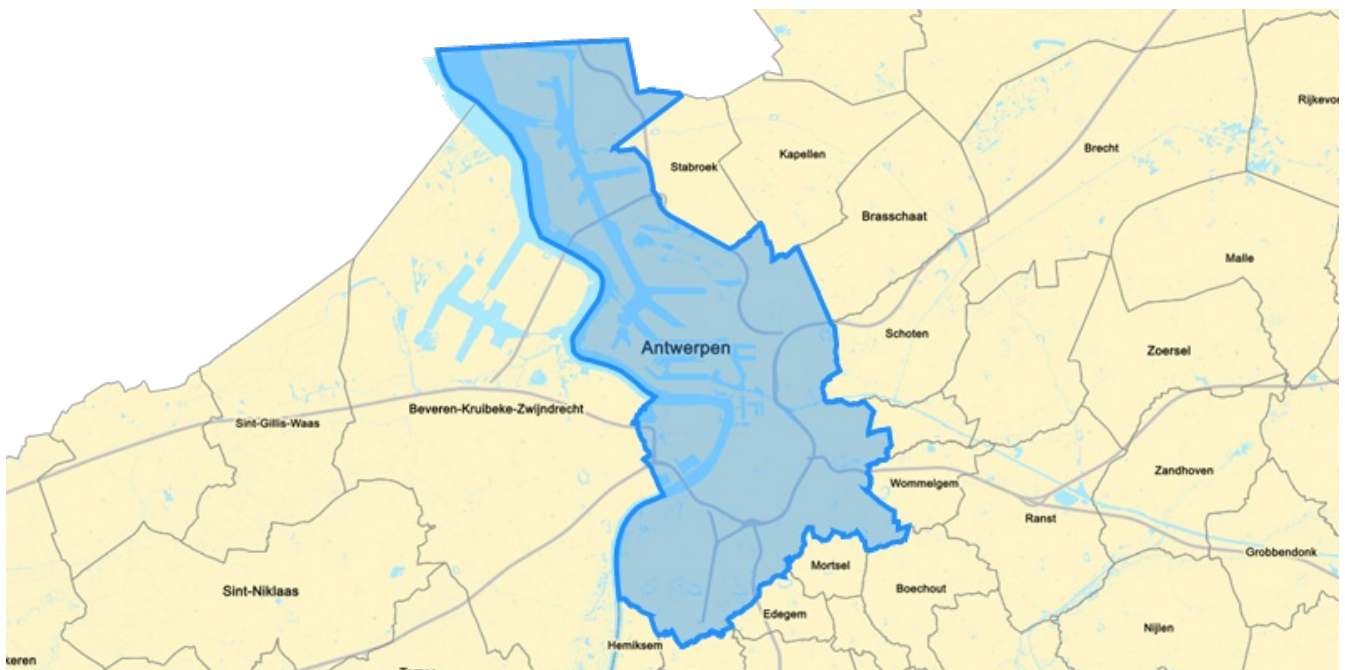 Rijkevor
Brecht
Kapellen
Stabroek
Brasschaat
Malle
Schoten
Antwerpen
Zoersel
Beveren-Kruibeke-Zwijndrecht
Sint-Gillis-Waas
Zandhoven
Wommelgem
Ranst
Grobbendonk
Mortsel
Boechout
Sint-Niklaas
Edegem
Nijlen
Hemiksem
keren